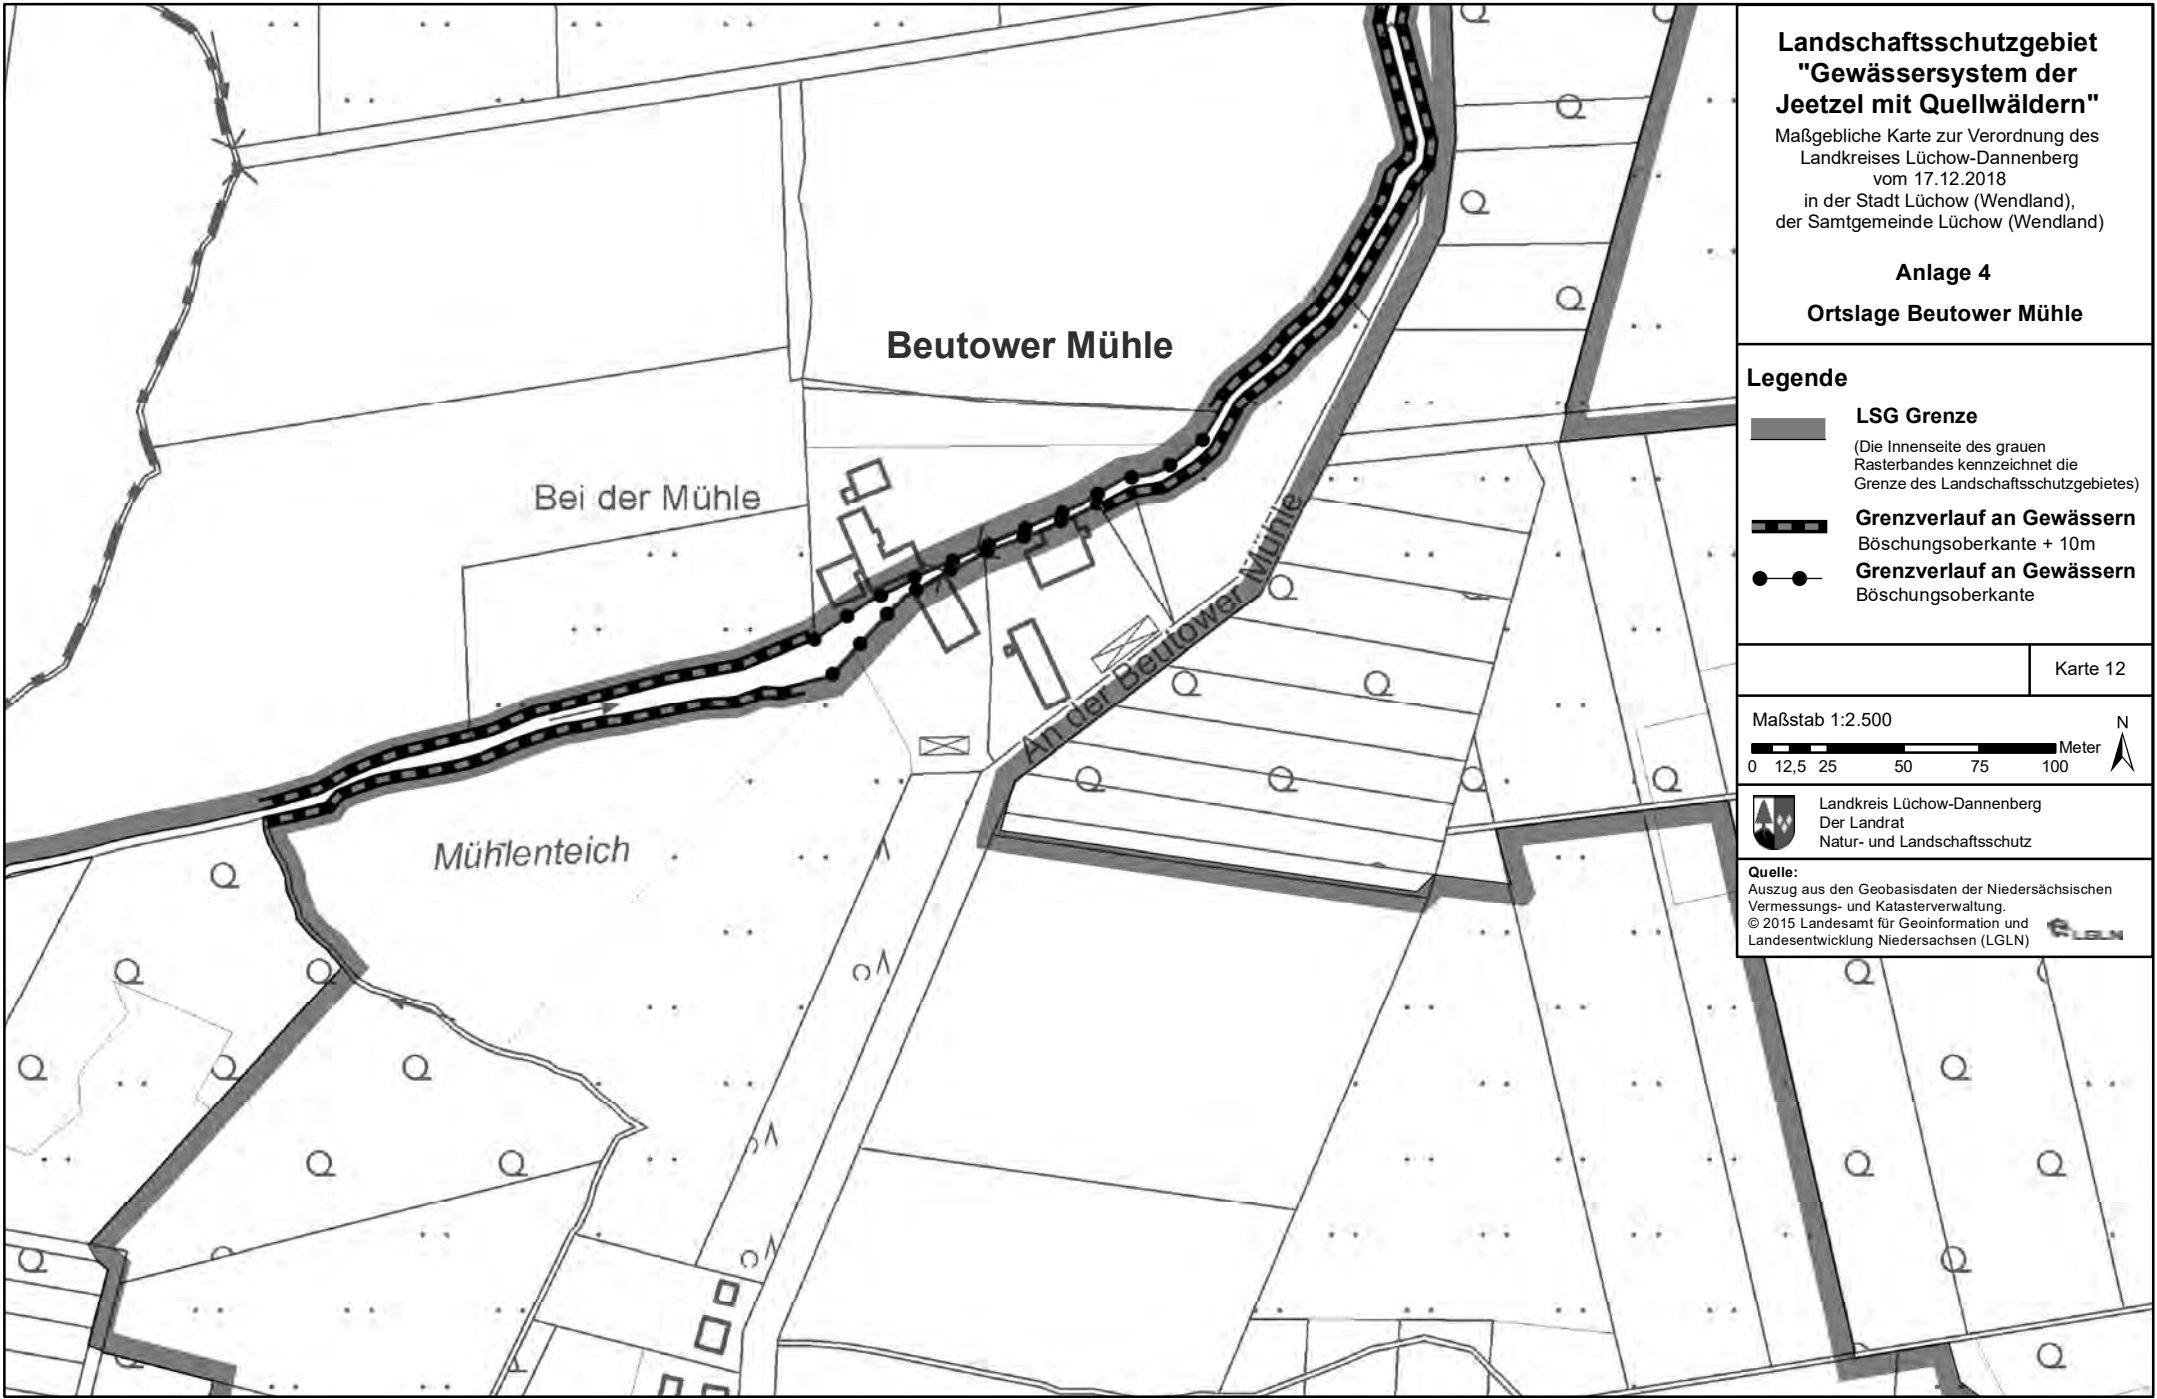 Landschaftsschutzgebiet
"Gewässersystem der
Jeetzel mit Quellwäldern"
Maßgebliche Karte zur Verordnung des
Landkreises Lüchow-Dannenberg
vom 17.12.2018
in der Stadt Lüchow (Wendland),
der Samtgemeinde Lüchow (Wendland)
Anlage 4
Ortslage Beutower Mühle
Legende
LSG Grenze
(Die Innenseite des grauen
Rasterbandes kennzeichnet die
Grenze des Landschaftsschutzgebietes)
Grenzverlauf an Gewässern
Böschungsoberkante + 10m
Grenzverlauf an Gewässern
Böschungsoberkante
Karte 12
Maßstab 1:2.500
N
Meter
0 12,5 25 50 75 100
Landkreis Lüchow-Dannenberg
Der Landrat
Natur- und Landschaftsschutz
Quelle:
Auszug aus den Geobasisdaten der Niedersächsischen
Vermessungs- und Katasterverwaltung.
© 2015 Landesamt für Geoinformation und
Landesentwicklung Niedersachsen (LGLN)
LGLN
Beutower Mühle
Bei der Mühle
An der Beutower Mühle
Mühlenteich